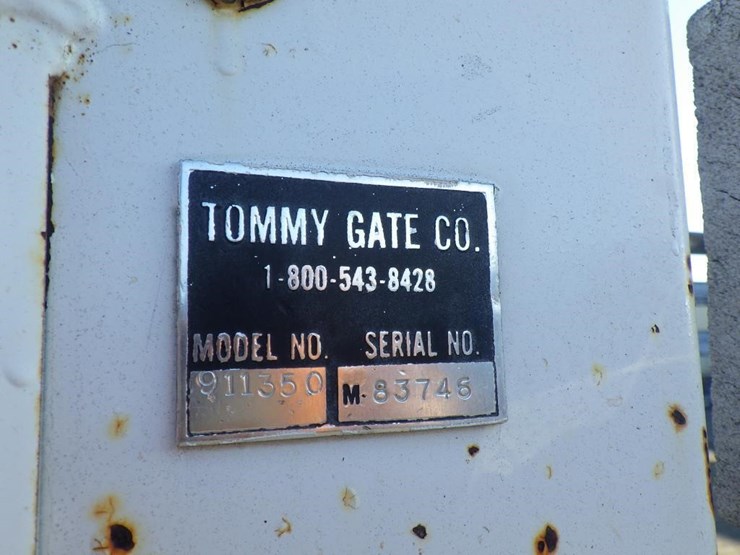 TOMMY GATE CO.
1-800-543-8428
MODEL NO. SERIAL NO.
911350 M-83746